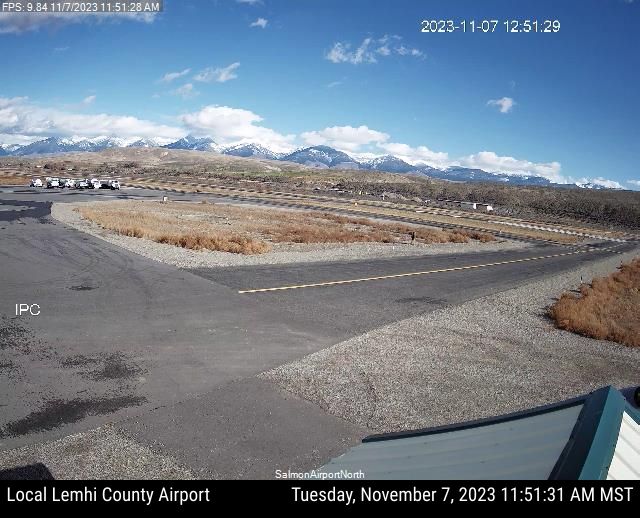 FPS: 9.84 11/7/2023 11:51:28 AM
2023-11-07 12:51:29
IPC
SalmonAirportNorth
Local Lemhi County Airport Tuesday, November 7, 2023 11:51:31 AM MST